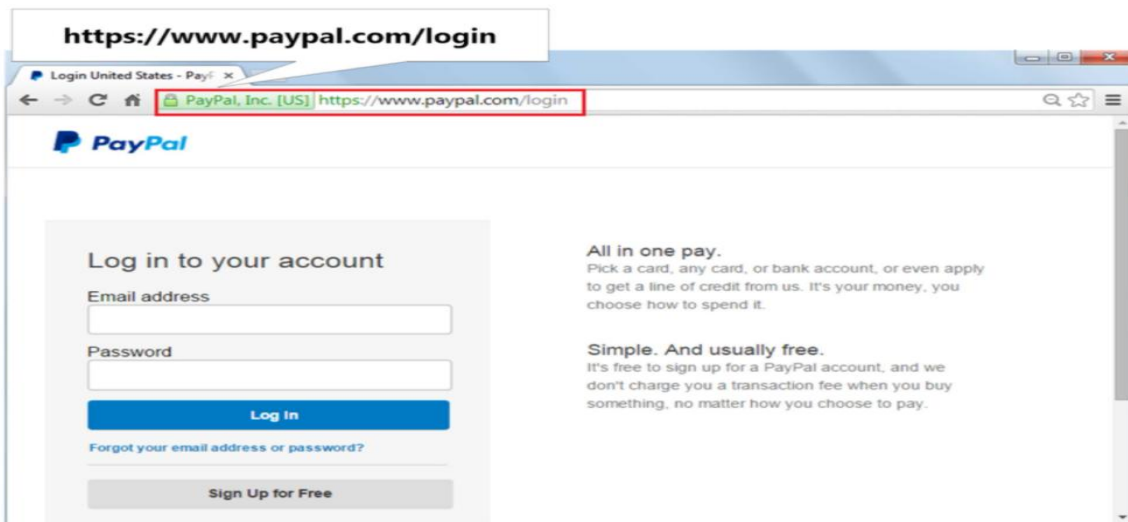 https://www.paypal.com/login
Login United States - PayP
PayPal, Inc. [US] https://www.paypal.com/login
PayPal
Log in to your account
Email address
Password
Log In
Forgot your email address or password?
Sign Up for Free
All in one pay.
Pick a card, any card, or bank account, or even apply
to get a line of credit from us. It's your money, you
choose how to spend it.
Simple. And usually free.
It's free to sign up for a PayPal account, and we
don't charge you a transaction fee when you buy
something, no matter how you choose to pay.